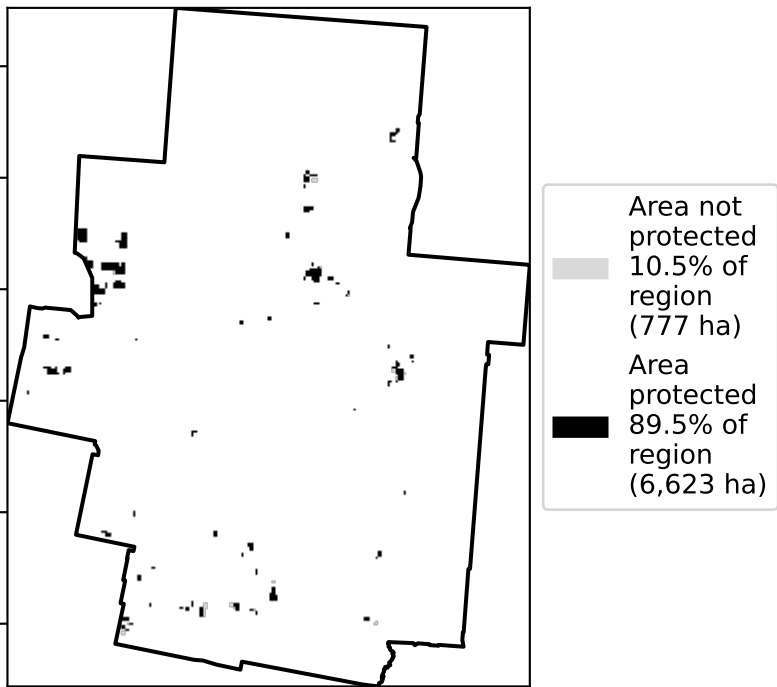 Area not
protected
10.5% of
region
(777 ha)
Area
protected
89.5% of
region
(6,623 ha)